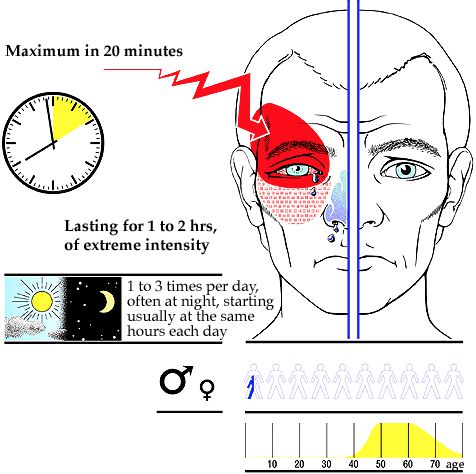 Maximum in 20 minutes
Lasting for 1 to 2 hrs,
of extreme intensity
1 to 3 times per day,
often at night, starting
usually at the same
hours each day
♂ ♀
10 20 30 40 50 60 70 age